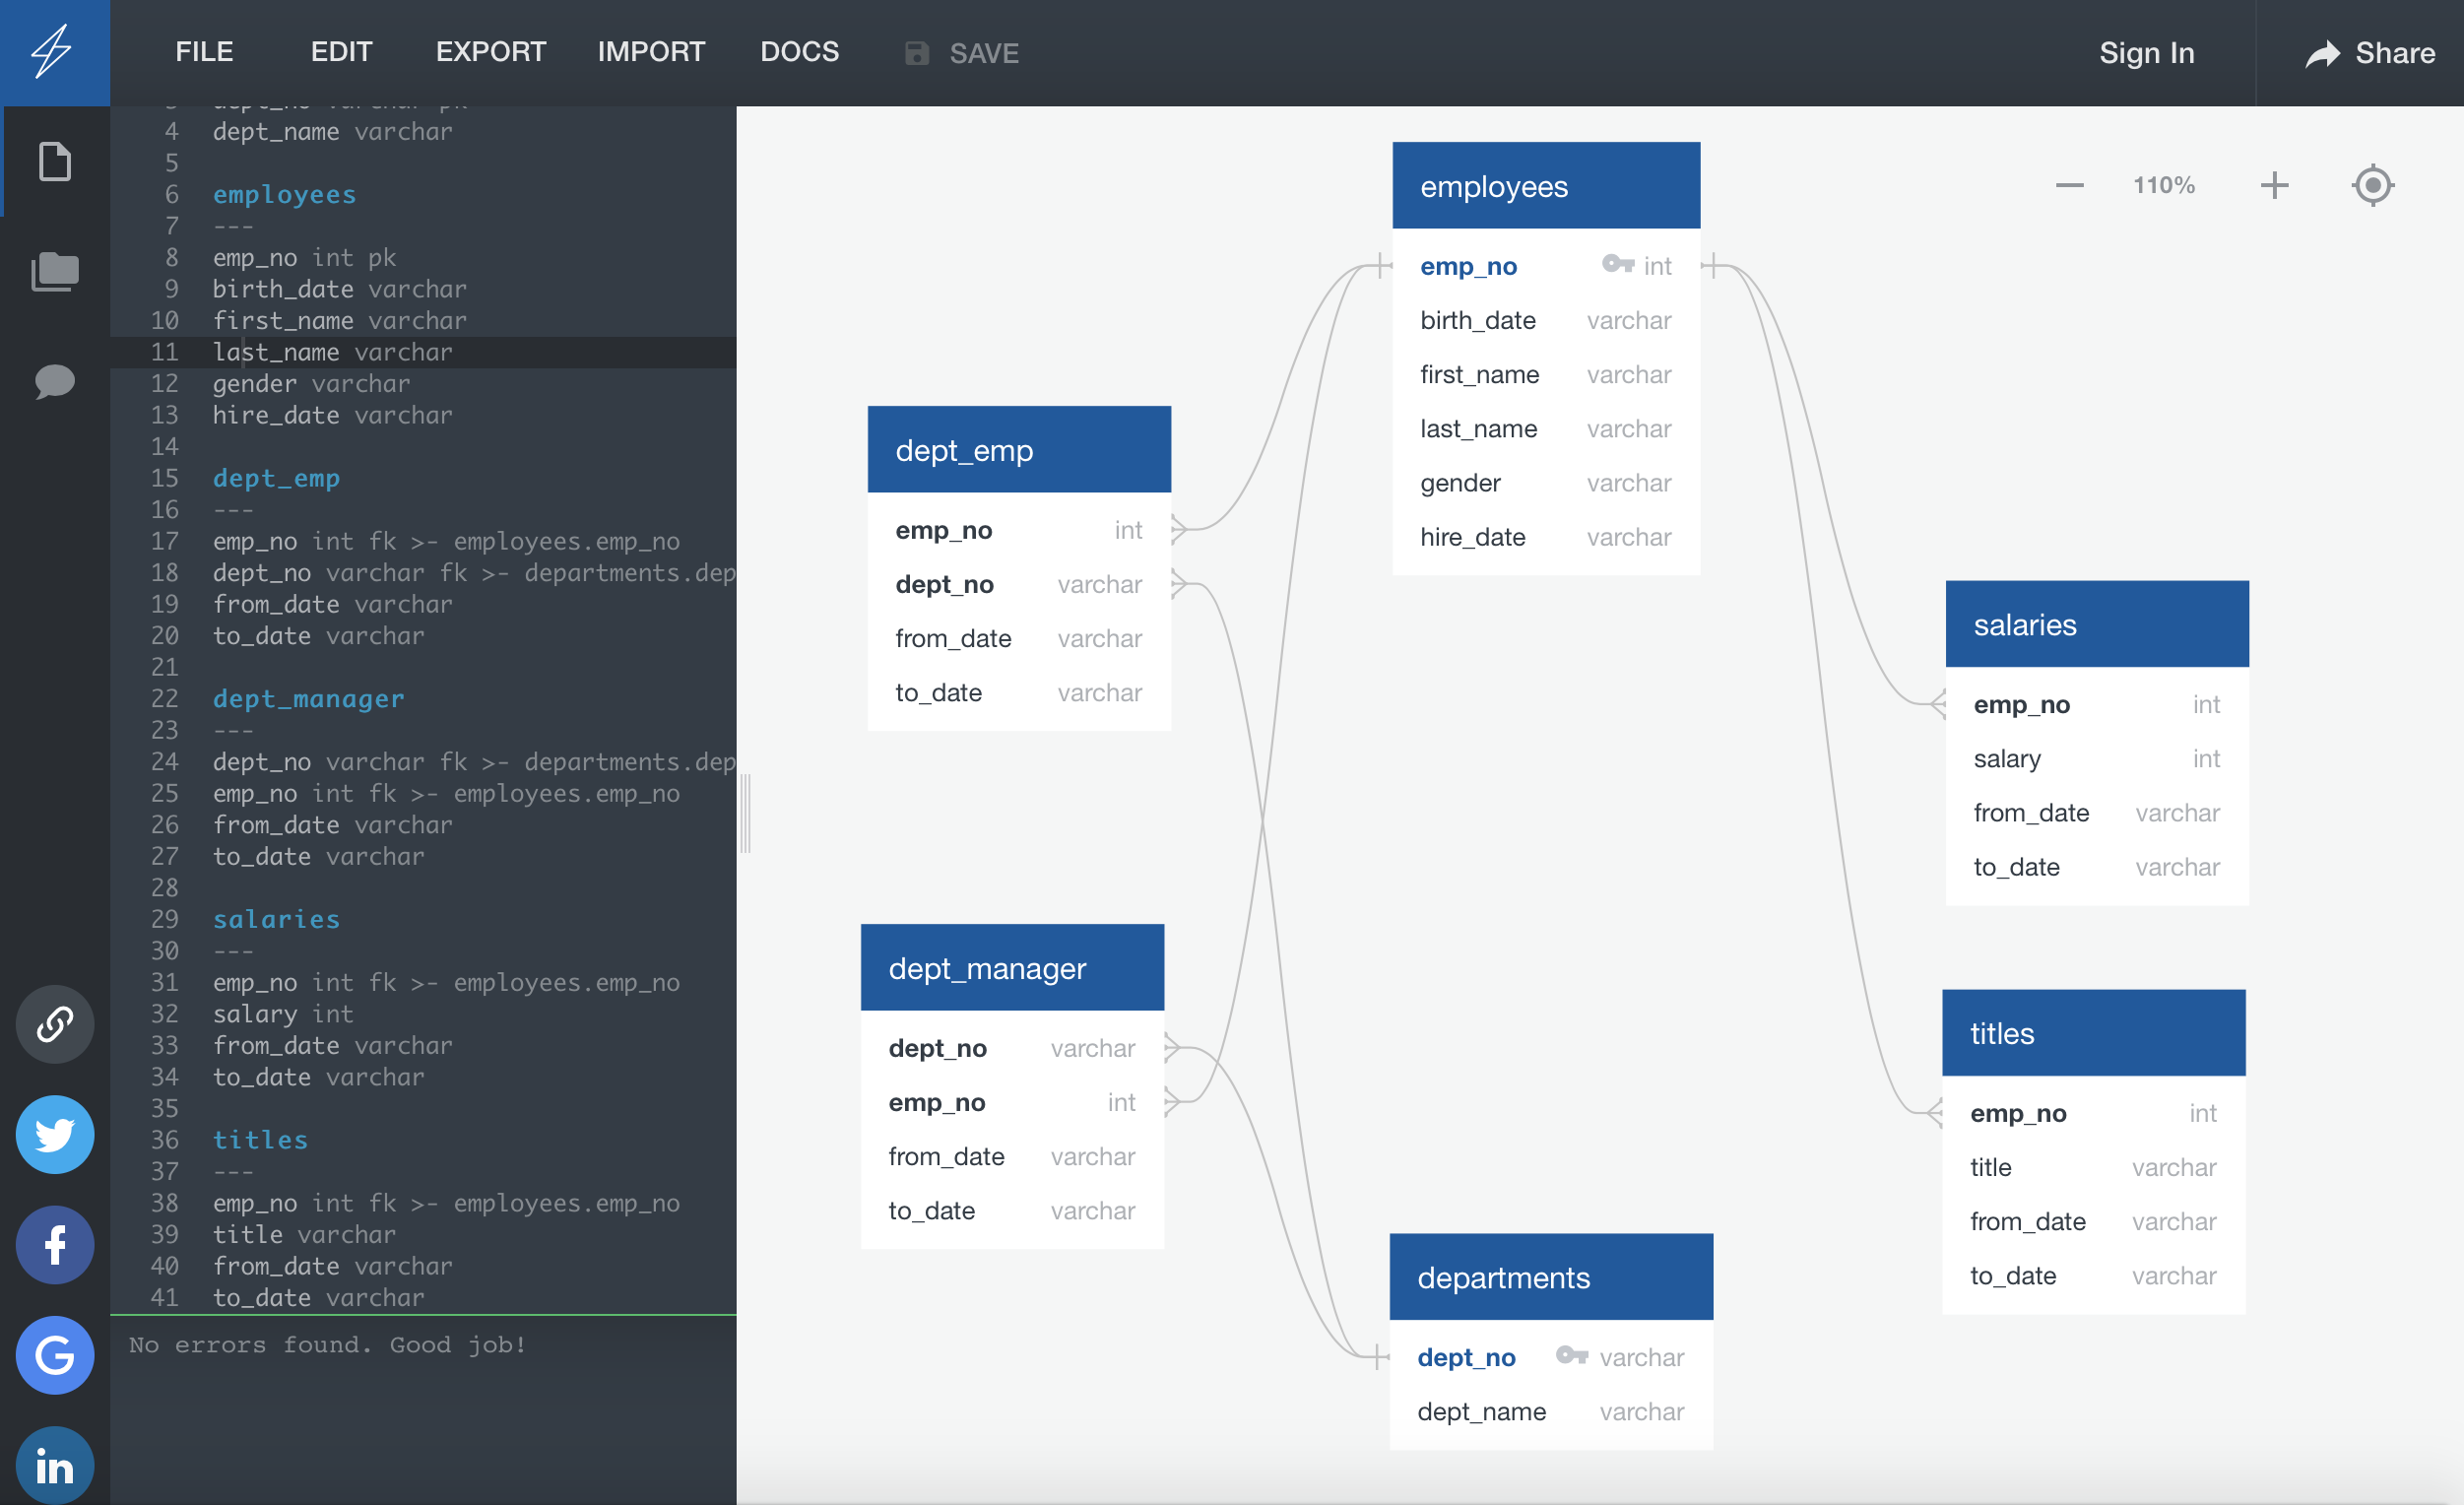 FILE
EDIT
EXPORT
IMPORT
DOCS
SAVE
Sign In
Share
3 dept_no varchar pk
4 dept_name varchar
5
6 employees
7 ---
8 emp_no int pk
9 birth_date varchar
10 first_name varchar
11 last_name varchar
12 gender varchar
13 hire_date varchar
14
15 dept_emp
16 ---
17 emp_no int fk >- employees.emp_no
18 dept_no varchar fk >- departments.dep
19 from_date varchar
20 to_date varchar
21
22 dept_manager
23 ---
24 dept_no varchar fk >- departments.dep
25 emp_no int fk >- employees.emp_no
26 from_date varchar
27 to_date varchar
28
29 salaries
30 ---
31 emp_no int fk >- employees.emp_no
32 salary int
33 from_date varchar
34 to_date varchar
35
36 titles
37 ---
38 emp_no int fk >- employees.emp_no
39 title varchar
40 from_date varchar
41 to_date varchar
No errors found. Good job!
110%
employees
emp_no int
birth_date varchar
first_name varchar
last_name varchar
gender varchar
hire_date varchar
dept_emp
emp_no int
dept_no varchar
from_date varchar
to_date varchar
salaries
emp_no int
salary int
from_date varchar
to_date varchar
dept_manager
dept_no varchar
emp_no int
from_date varchar
to_date varchar
titles
emp_no int
title varchar
from_date varchar
to_date varchar
departments
dept_no varchar
dept_name varchar